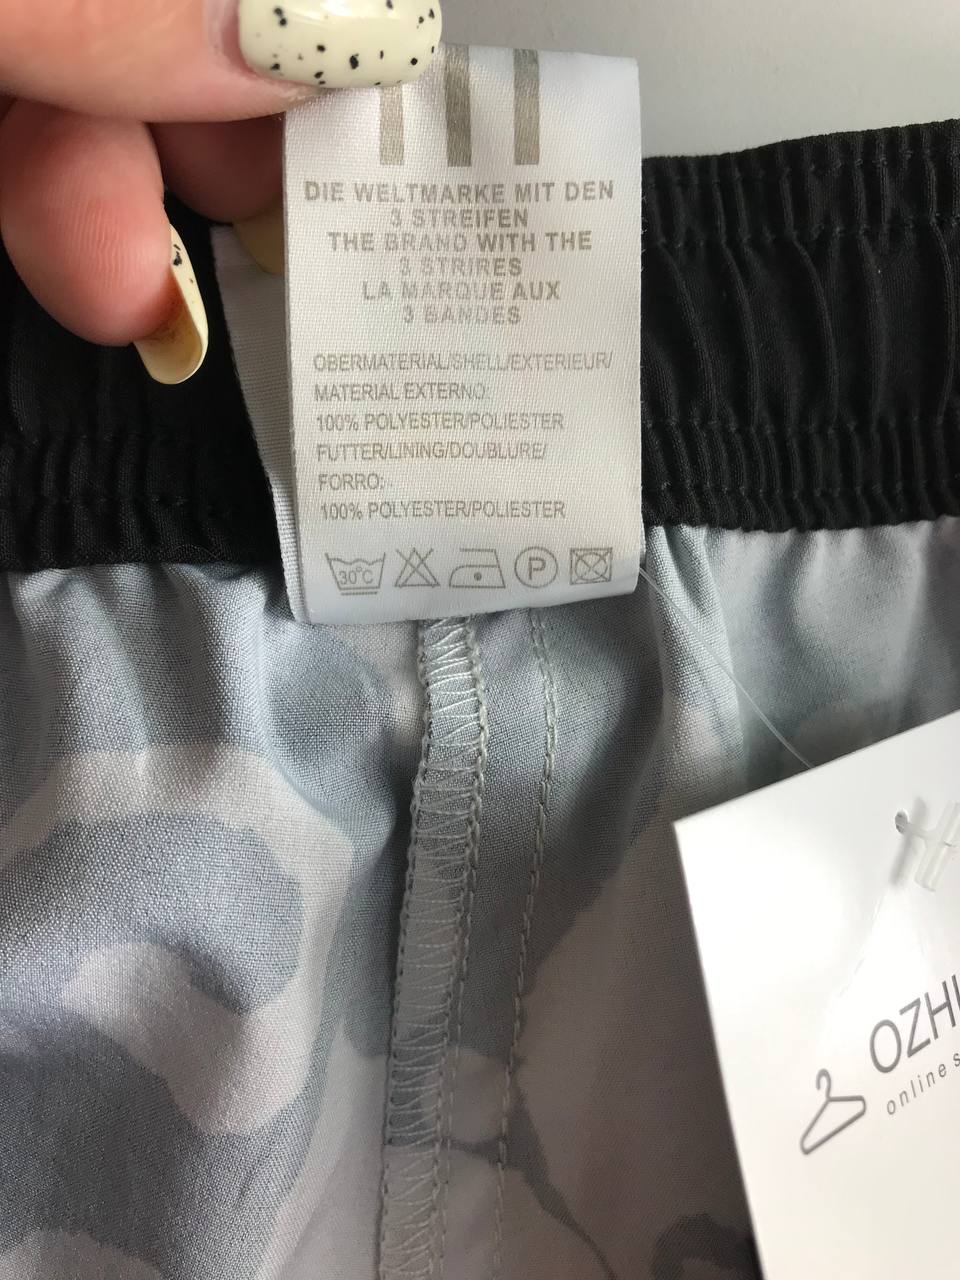 DIE WELTMARKE MIT DEN
3 STREIFEN
THE BRAND WITH THE
3 STRIRES
LA MARQUE AUX
3 BANDES
OBERMATERIAL/SHELL/EXTERIEUR/
MATERIAL EXTERNO:
100% POLYESTER/POLIESTER
FUTTER/LINING/DOUBLURE/
FORRO:
100% POLYESTER/POLIESTER
30°C
P
OZH
online s